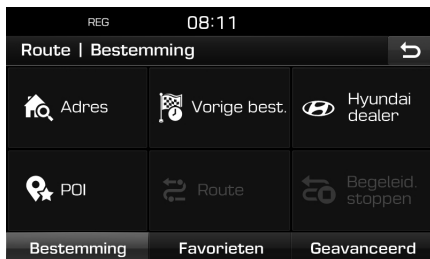 REG 08:11
Route | Bestemming
Adres
Vorige best.
Hyundai
dealer
POI
Route
Begeleid.
stoppen
Bestemming Favorieten Geavanceerd